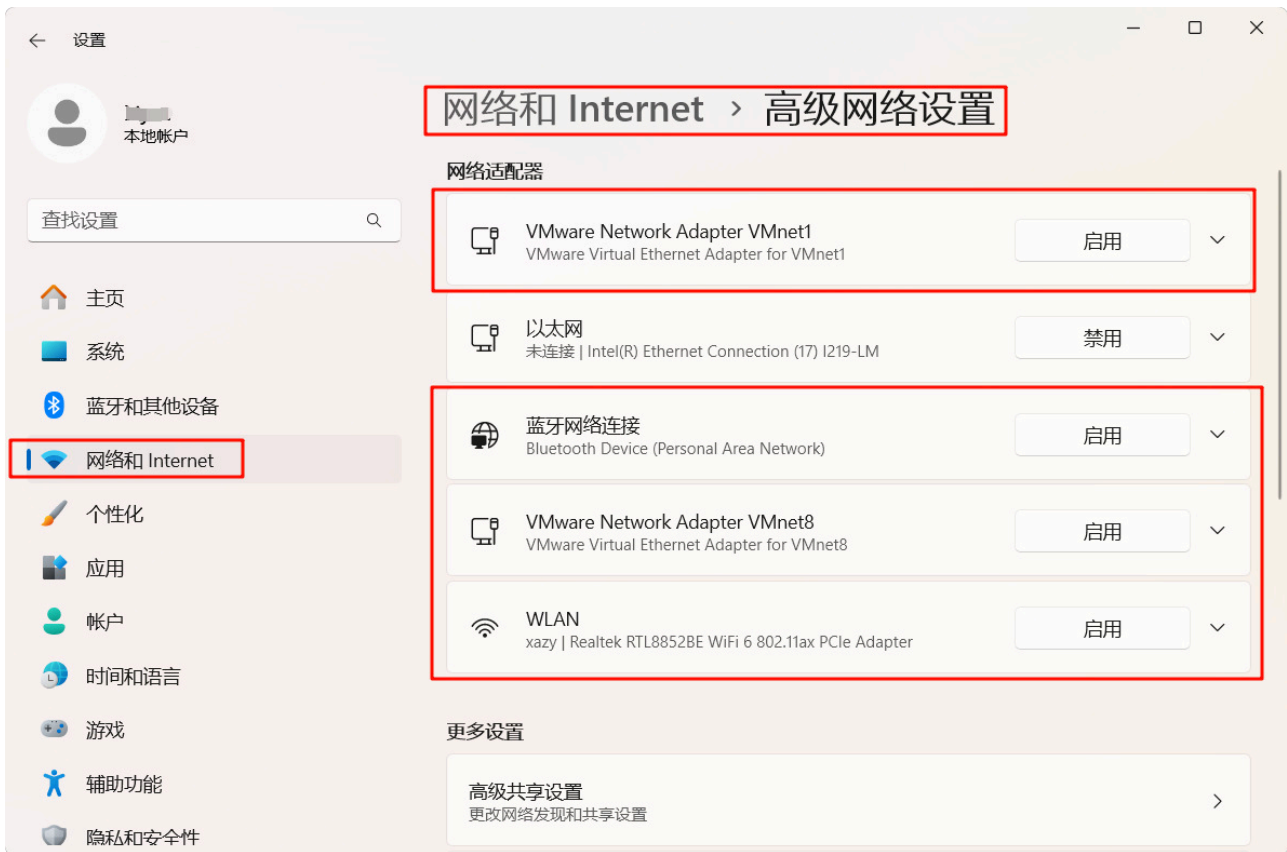 设置
本地帐户
查找设置
主页
系统
蓝牙和其他设备
网络和 Internet
个性化
应用
帐户
时间和语言
游戏
辅助功能
隐私和安全性
网络和 Internet › 高级网络设置
网络适配器
VMware Network Adapter VMnet1
VMware Virtual Ethernet Adapter for VMnet1
启用
以太网
未连接 | Intel(R) Ethernet Connection (17) I219-LM
禁用
蓝牙网络连接
Bluetooth Device (Personal Area Network)
启用
VMware Network Adapter VMnet8
VMware Virtual Ethernet Adapter for VMnet8
启用
WLAN
xazy | Realtek RTL8852BE WiFi 6 802.11ax PCIe Adapter
启用
更多设置
高级共享设置
更改网络发现和共享设置